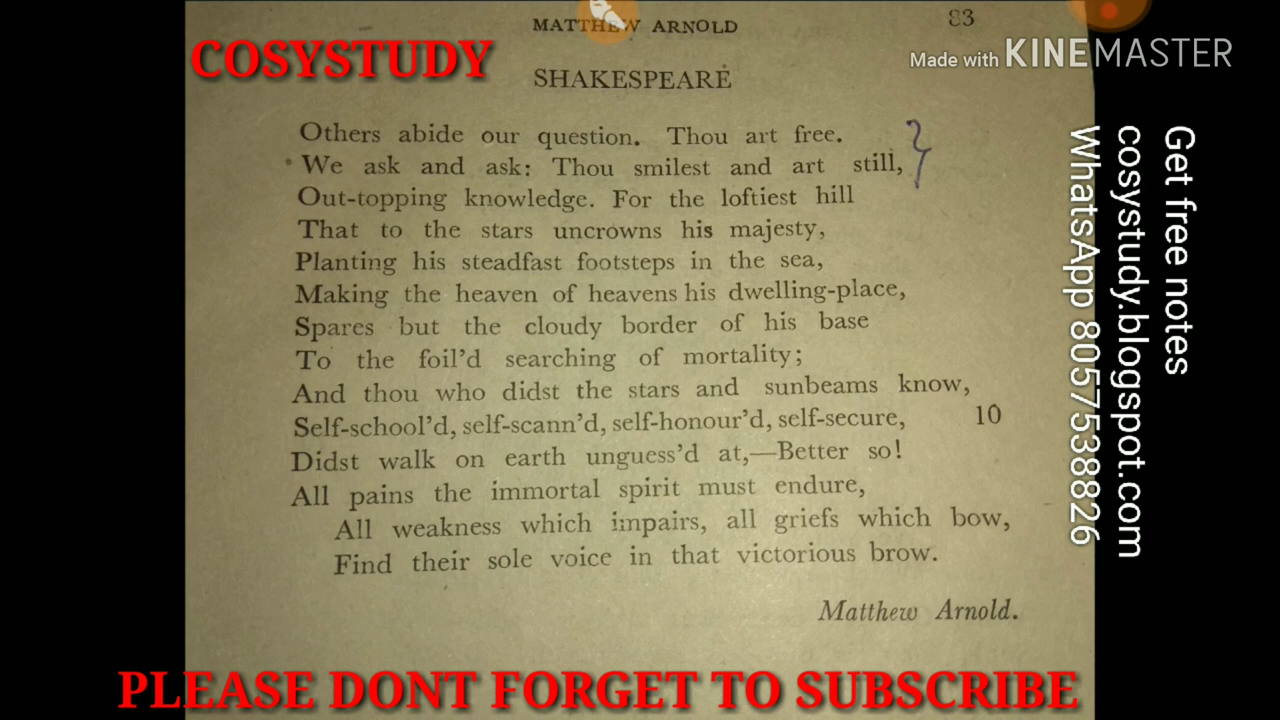 MATTHEW ARNOLD 83
COSYSTUDY
Made with KINEMASTER
SHAKESPEARE
Others abide our question. Thou art free.
We ask and ask: Thou smilest and art still,
Out-topping knowledge. For the loftiest hill
That to the stars uncrowns his majesty,
Planting his steadfast footsteps in the sea,
Making the heaven of heavens his dwelling-place,
Spares but the cloudy border of his base
To the foil'd searching of mortality;
And thou who didst the stars and sunbeams know,
Self-school'd, self-scann'd, self-honour'd, self-secure, 10
Didst walk on earth unguess'd at,—Better so!
All pains the immortal spirit must endure,
All weakness which impairs, all griefs which bow,
Find their sole voice in that victorious brow.
Matthew Arnold.
PLEASE DONT FORGET TO SUBSCRIBE
Get free notes
cosystudy.blogspot.com
WhatsApp 8057538826